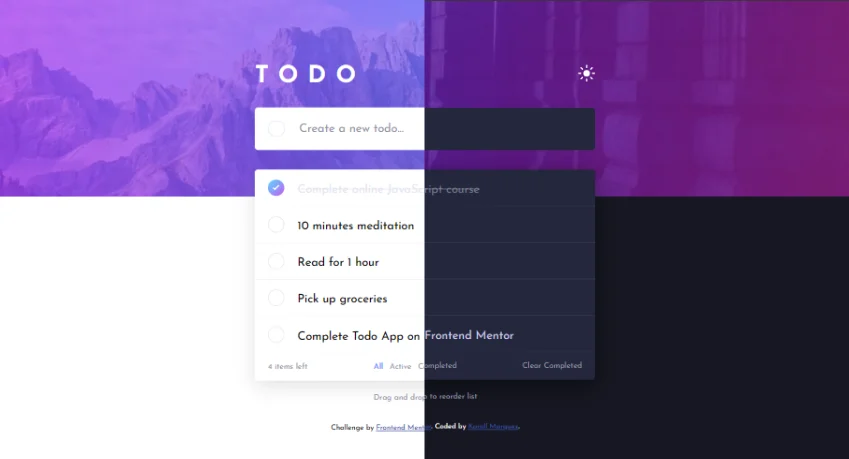 TODO
Create a new todo...
Complete online JavaScript course
10 minutes meditation
Read for 1 hour
Pick up groceries
Complete Todo App on Frontend Mentor
4 items left All Active Completed Clear Completed
Drag and drop to reorder list
Challenge by Frontend Mentor. Coded by Marques.